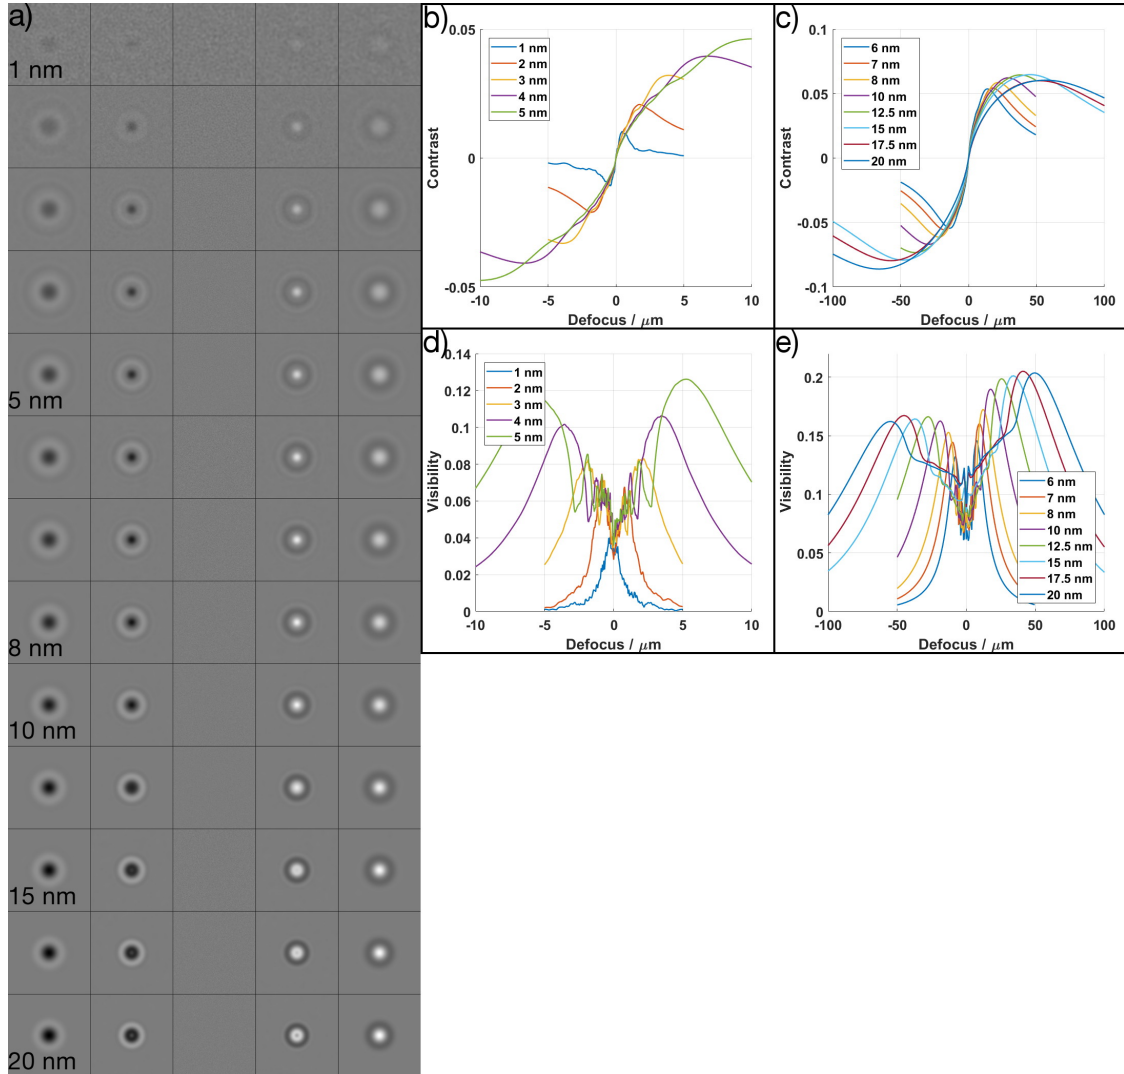 a)
1 nm
5 nm
8 nm
10 nm
15 nm
20 nm
b)
0.05
0
-0.05
Contrast
1 nm
2 nm
3 nm
4 nm
5 nm
-10
-5
0
5
10
Defocus / μm
c)
0.1
0.05
0
-0.05
-0.1
Contrast
6 nm
7 nm
8 nm
10 nm
12.5 nm
15 nm
17.5 nm
20 nm
-100
-50
0
50
100
Defocus / μm
d)
0.14
0.12
0.1
0.08
0.06
0.04
0.02
0
Visibility
1 nm
2 nm
3 nm
4 nm
5 nm
-10
-5
0
5
10
Defocus / μm
e)
0.2
0.15
0.1
0.05
0
Visibility
6 nm
7 nm
8 nm
10 nm
12.5 nm
15 nm
17.5 nm
20 nm
-100
-50
0
50
100
Defocus / μm